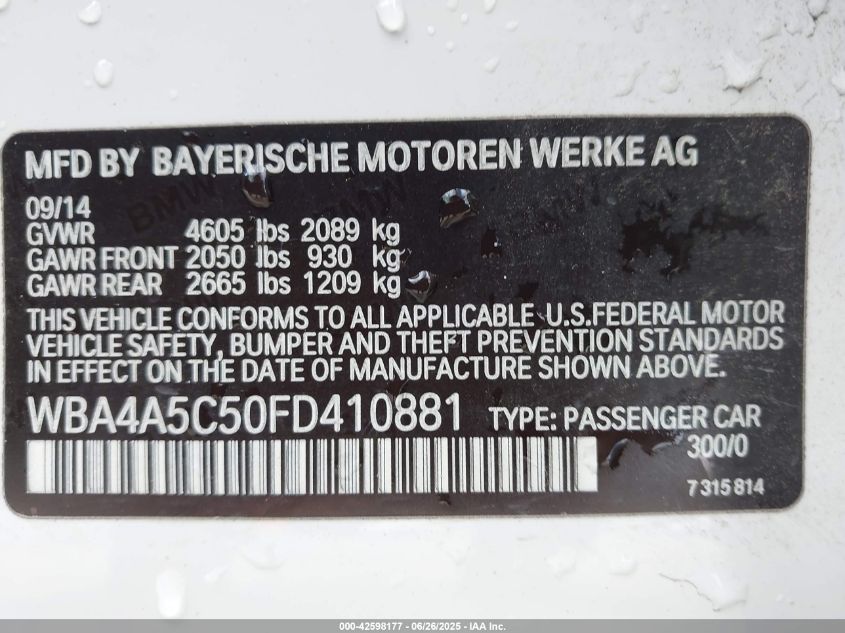 MFD BY BAYERISCHE MOTOREN WERKE AG
09/14
GVWR 4605 lbs 2089 kg
GAWR FRONT 2050 lbs 930 kg
GAWR REAR 2665 lbs 1209 kg
THIS VEHICLE CONFORMS TO ALL APPLICABLE U.S.FEDERAL MOTOR
VEHICLE SAFETY, BUMPER AND THEFT PREVENTION STANDARDS
IN EFFECT ON THE DATE OF MANUFACTURE SHOWN ABOVE.
WBA4A5C50FD410881 TYPE: PASSENGER CAR
300/0
7315814
000-42598177 - 06/26/2025 - IAA Inc.